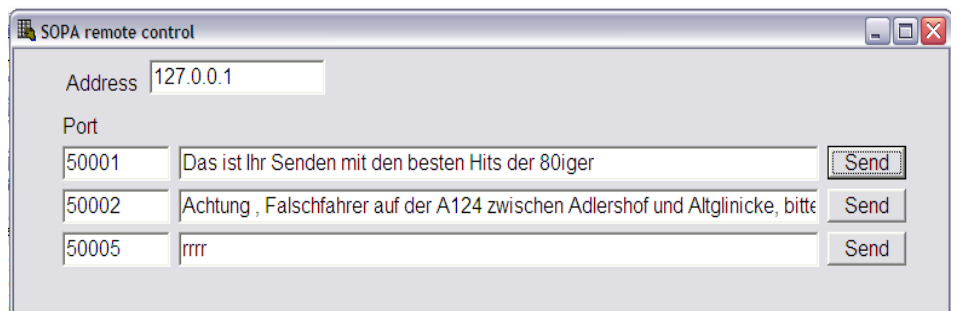 SOPA remote control
Address 127.0.0.1
Port
50001 Das ist Ihr Senden mit den besten Hits der 80iger Send
50002 Achtung , Falschfahrer auf der A124 zwischen Adlershof und Altglinicke, bitte Send
50005 rrrr Send